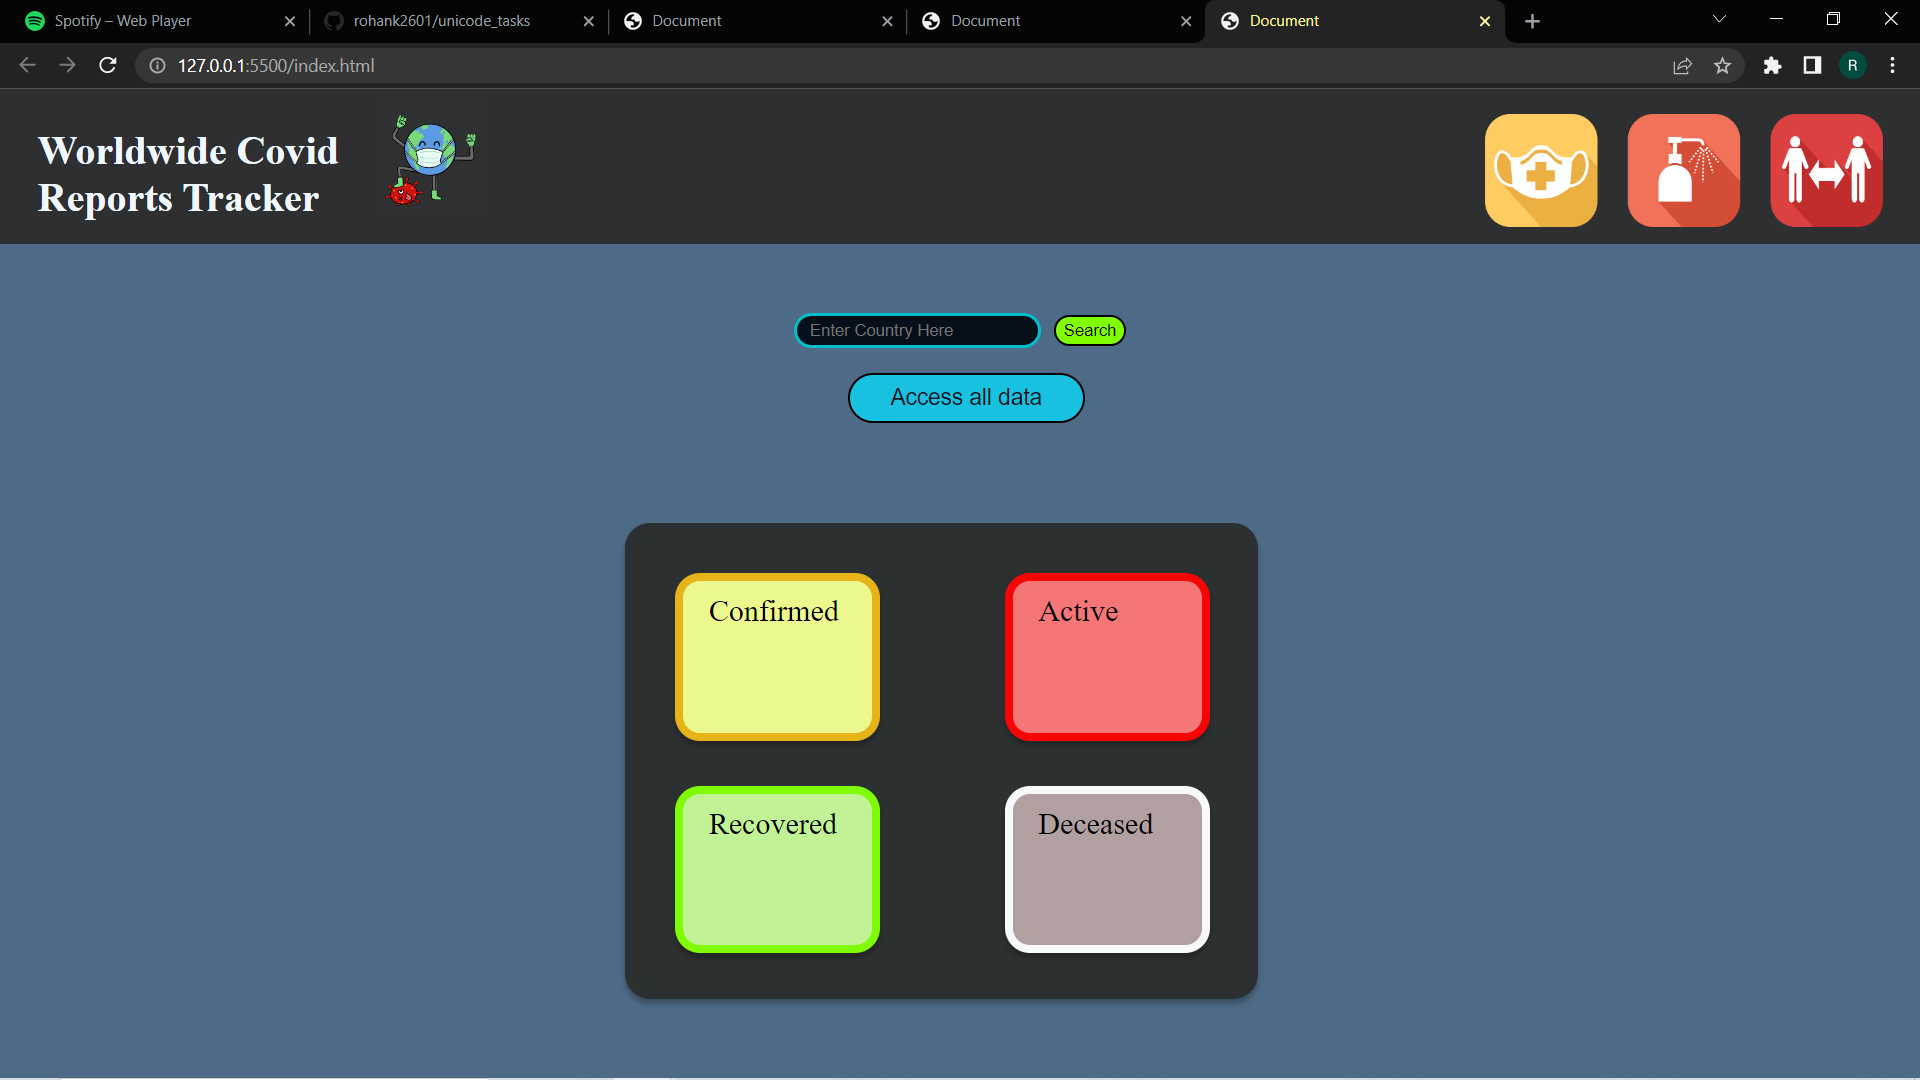 Spotify – Web Player
rohank2601/unicode_tasks
Document
Document
Document
127.0.0.1:5500/index.html
R
Worldwide Covid
Reports Tracker
Enter Country Here
Search
Access all data
Confirmed
Active
Recovered
Deceased